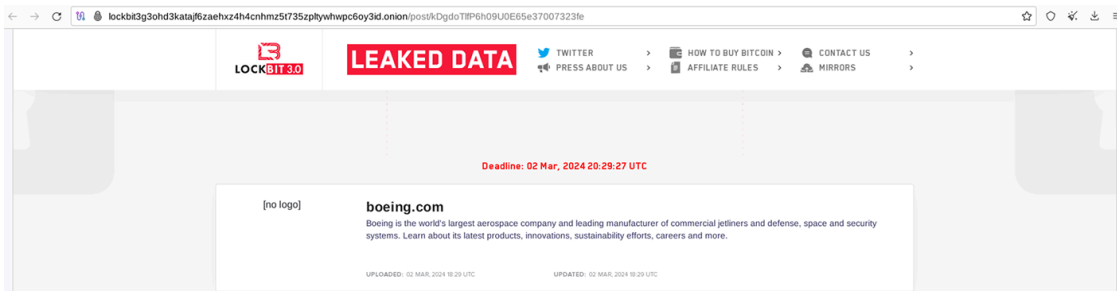 lockbit3g3ohd3katajf6zaehxz4h4cnhmz5t735zpltywhwpc6oy3id.onion/post/kDgdoTlfP6h09U0E65e37007323fe
LOCKBIT 3.0
LEAKED DATA
TWITTER
PRESS ABOUT US
HOW TO BUY BITCOIN
AFFILIATE RULES
CONTACT US
MIRRORS
Deadline: 02 Mar, 2024 20:29:27 UTC
[no logo]
boeing.com
Boeing is the world's largest aerospace company and leading manufacturer of commercial jetliners and defense, space and security
systems. Learn about its latest products, innovations, sustainability efforts, careers and more.
UPLOADED: 02 MAR, 2024 18:29 UTC
UPDATED: 02 MAR, 2024 18:29 UTC